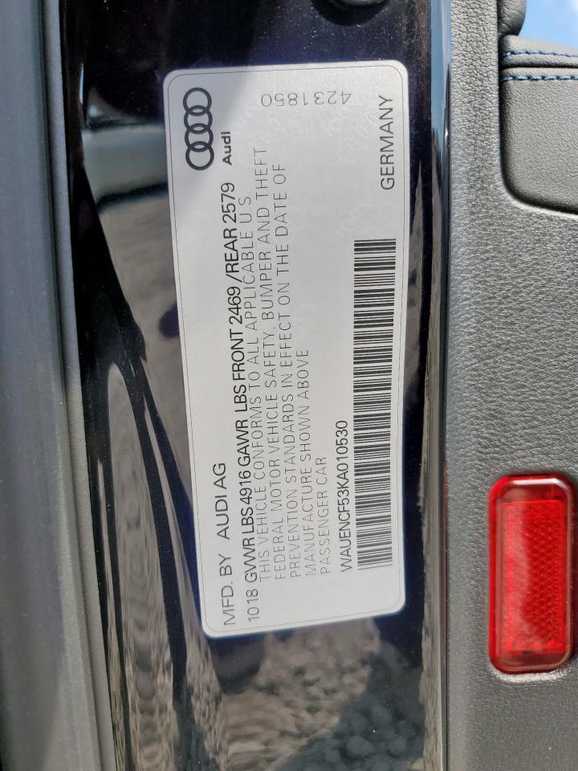 MFD. BY AUDI AG
10 18 GVWR LBS 4916 GAWR LBS FRONT 2469 /REAR 2579
THIS VEHICLE CONFORMS TO ALL APPLICABLE U S
FEDERAL MOTOR VEHICLE SAFETY, BUMPER AND THEFT
PREVENTION STANDARDS IN EFFECT ON THE DATE OF
MANUFACTURE SHOWN ABOVE
PASSENGER CAR
WAUENCF53KA010530
Audi
4231850
GERMANY